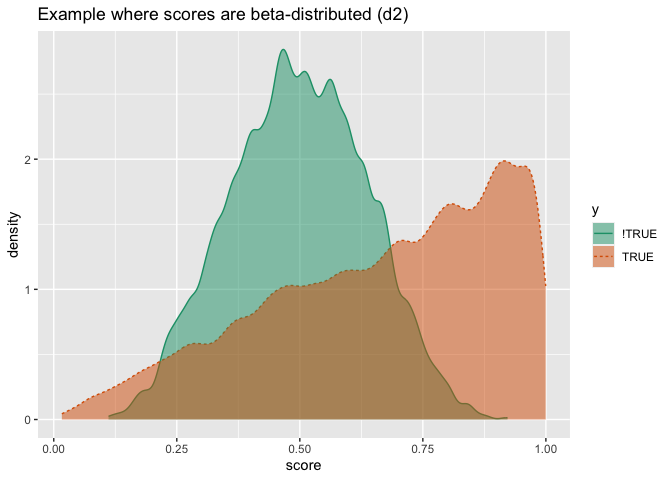 Example where scores are beta-distributed (d2)
density
2
1
0
0.00
0.25
0.50
0.75
1.00
score
y
!TRUE
TRUE